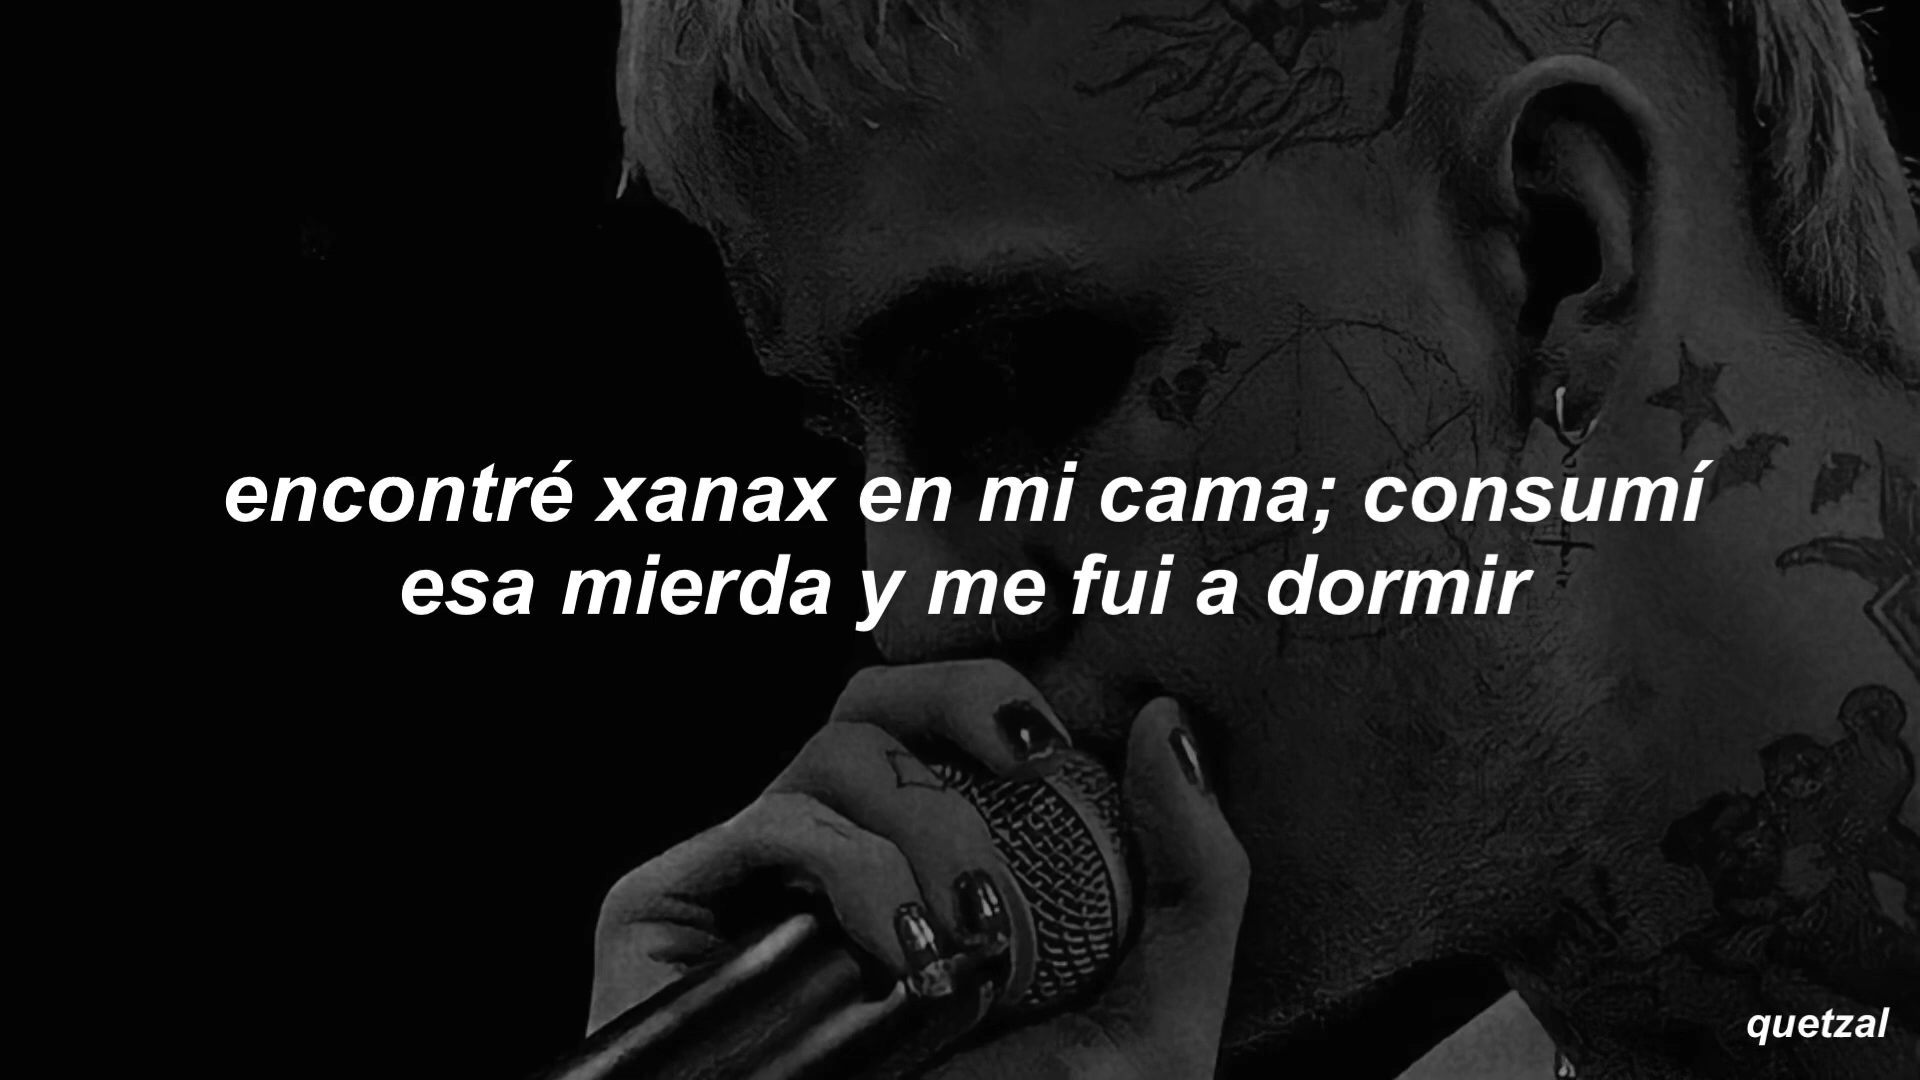 encontré xanax en mi cama; consumí
esa mierda y me fui a dormir
quetzal